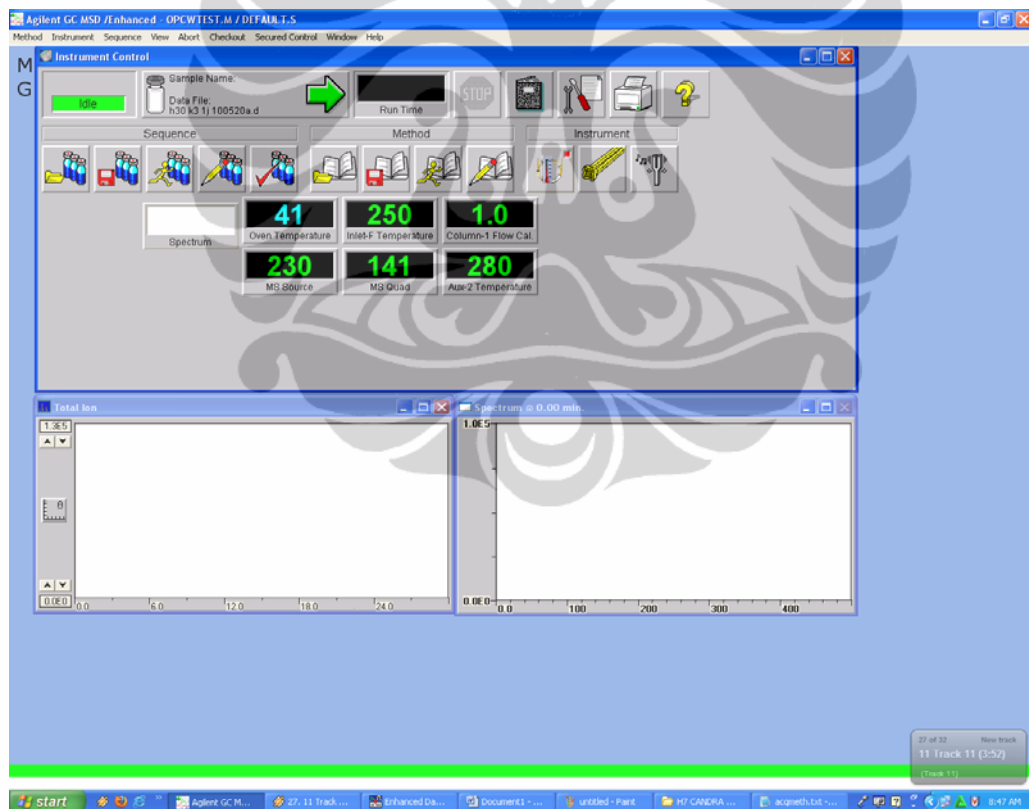 Agilent GC MSD /Enhanced - OPCWTEST.M / DEFAULT.S
Method Instrument Sequence View Abort Checkout Secured Control Window Help
M
G
Instrument Control
Idle
Sample Name:
Data File:
h30 k3 1j 100520a.d
Run Time
STOP
Sequence Method Instrument
Spectrum
41
Oven Temperature
250
Inlet-F Temperature
1.0
Column-1 Flow Cal.
230
MS Source
141
MS Quad
280
Aux-2 Temperature
Total Ion
1.3E5
0
0.0E0
0.0 6.0 12.0 18.0 24.0
Spectrum @ 0.00 min.
1.0E5
0.0E0
0.0 100 200 300 400
27 of 32 New track
11 Track 11 (3:52)
(Track 11)
start
Agilent GC M...
27. 11 Track ...
Enhanced Da...
Document1 - ...
untitled - Paint
H7 CANDRA ...
acqmeth.txt -...
8:47 AM